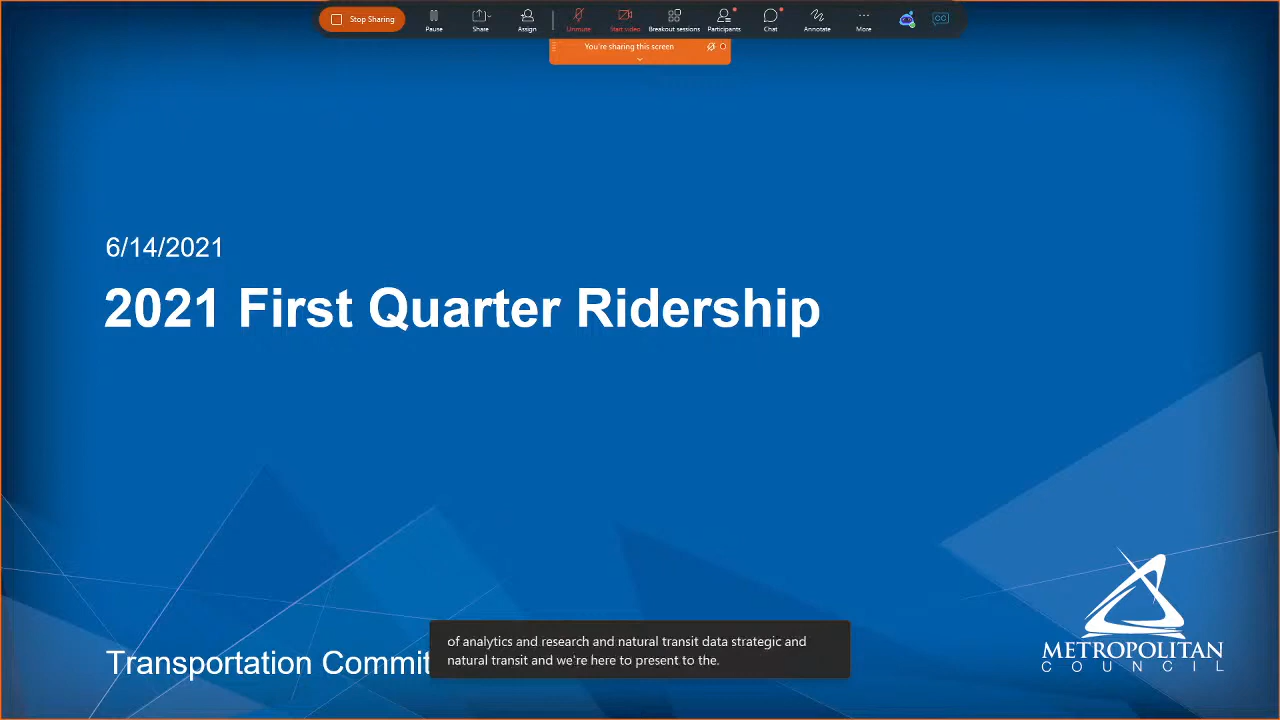 Stop Sharing
Pause
Share
Assign
Unmute
Start video
Breakout sessions
Participants
Chat
Annotate
More
CC
You're sharing this screen
6/14/2021
2021 First Quarter Ridership
of analytics and research and natural transit data strategic and
natural transit and we're here to present to the.
Transportation Commit
METROPOLITAN
COUNCIL